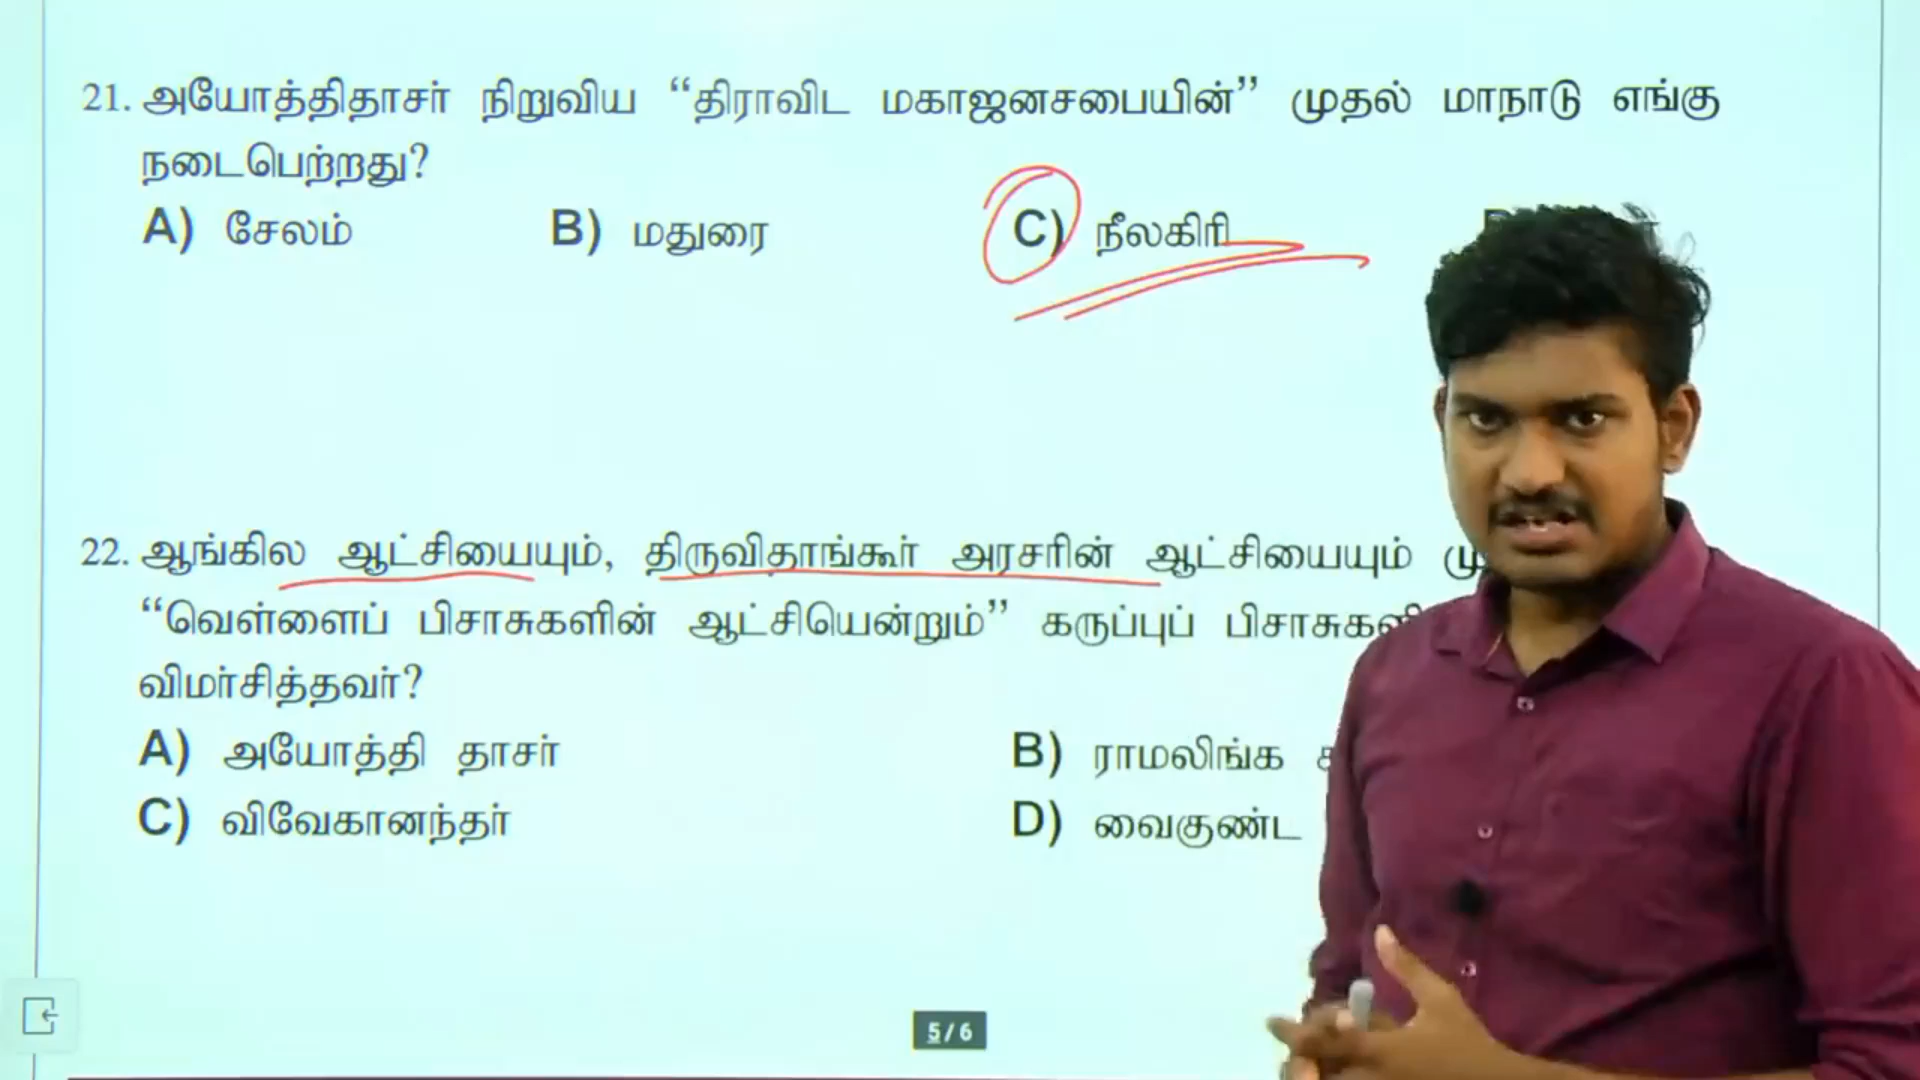 21. அயோத்திதாசர் நிறுவிய “திராவிட மகாஜனசபையின்” முதல் மாநாடு எங்கு
நடைபெற்றது?
A) சேலம் B) மதுரை C) நீலகிரி
22. ஆங்கில ஆட்சியையும், திருவிதாங்கூர் அரசரின் ஆட்சியையும்
“வெள்ளைப் பிசாசுகளின் ஆட்சியென்றும்” கருப்புப்
விமர்சித்தவர்?
A) அயோத்தி தாசர் B) ராமலிங்க
C) விவேகானந்தர் D) வைகுண்ட
5/6